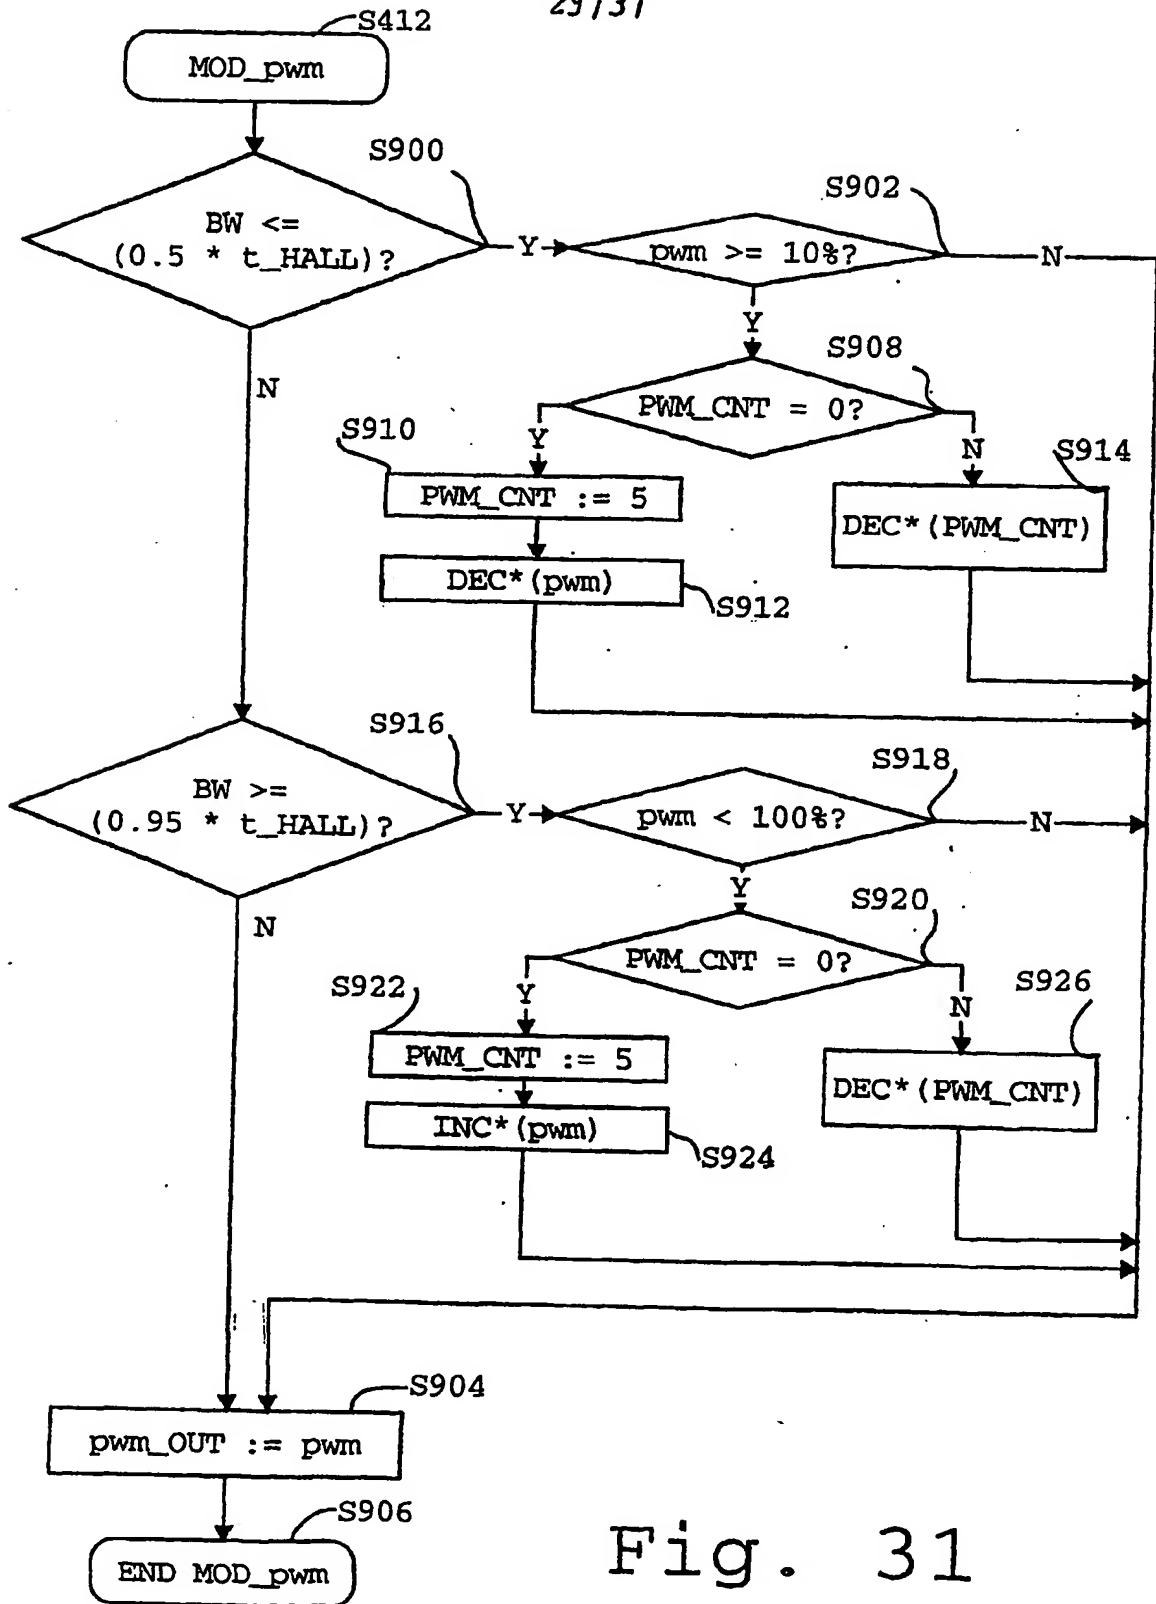 29/37
S412
MOD_pwm
S900
BW <=
(0.5 * t_HALL)?
Y
S902
pwm >= 10%?
N
Y
N
S908
PWM_CNT = 0?
Y
N
S910
PWM_CNT := 5
S914
DEC*(PWM_CNT)
DEC*(pwm)
S912
S916
BW >=
(0.95 * t_HALL)?
Y
S918
pwm < 100%?
N
Y
N
S920
PWM_CNT = 0?
Y
N
S922
PWM_CNT := 5
S926
DEC*(PWM_CNT)
INC*(pwm)
S924
S904
pwm_OUT := pwm
S906
END MOD_pwm
Fig. 31